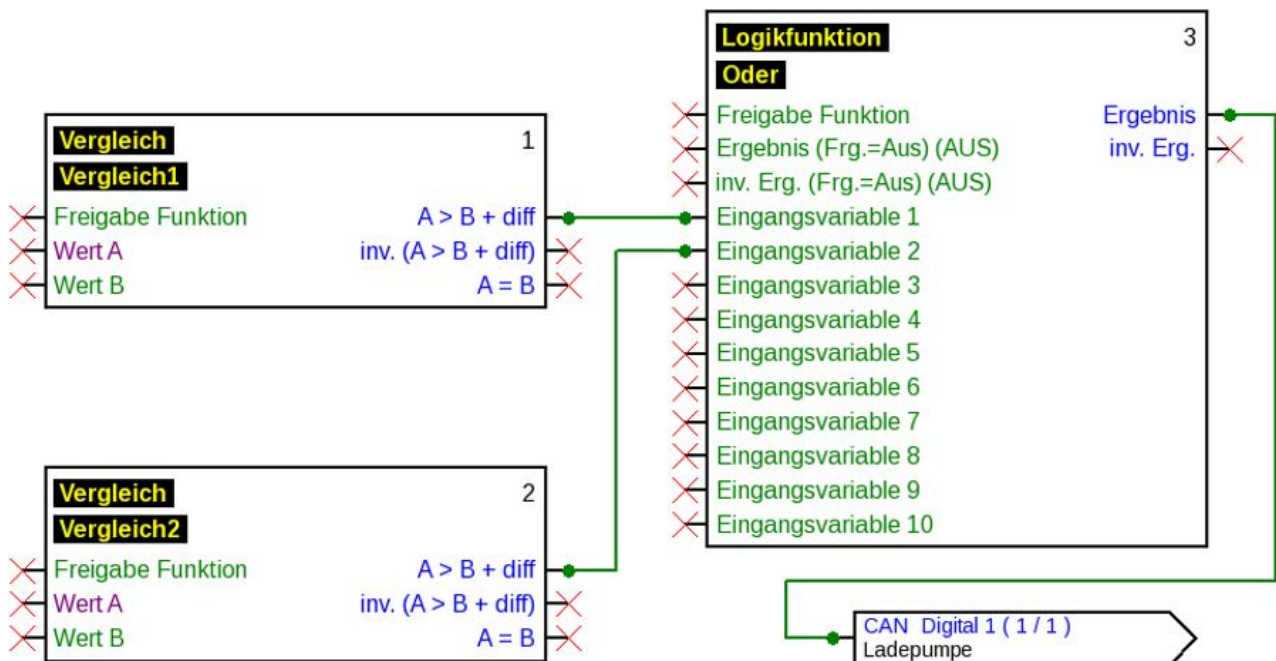 Vergleich 1
Vergleich1
Freigabe Funktion A > B + diff
Wert A inv. (A > B + diff)
Wert B A = B
Vergleich 2
Vergleich2
Freigabe Funktion A > B + diff
Wert A inv. (A > B + diff)
Wert B A = B
Logikfunktion 3
Oder
Freigabe Funktion Ergebnis
Ergebnis (Frg.=Aus) (AUS) inv. Erg.
inv. Erg. (Frg.=Aus) (AUS)
Eingangsvariable 1
Eingangsvariable 2
Eingangsvariable 3
Eingangsvariable 4
Eingangsvariable 5
Eingangsvariable 6
Eingangsvariable 7
Eingangsvariable 8
Eingangsvariable 9
Eingangsvariable 10
CAN Digital 1 ( 1 / 1 )
Ladepumpe